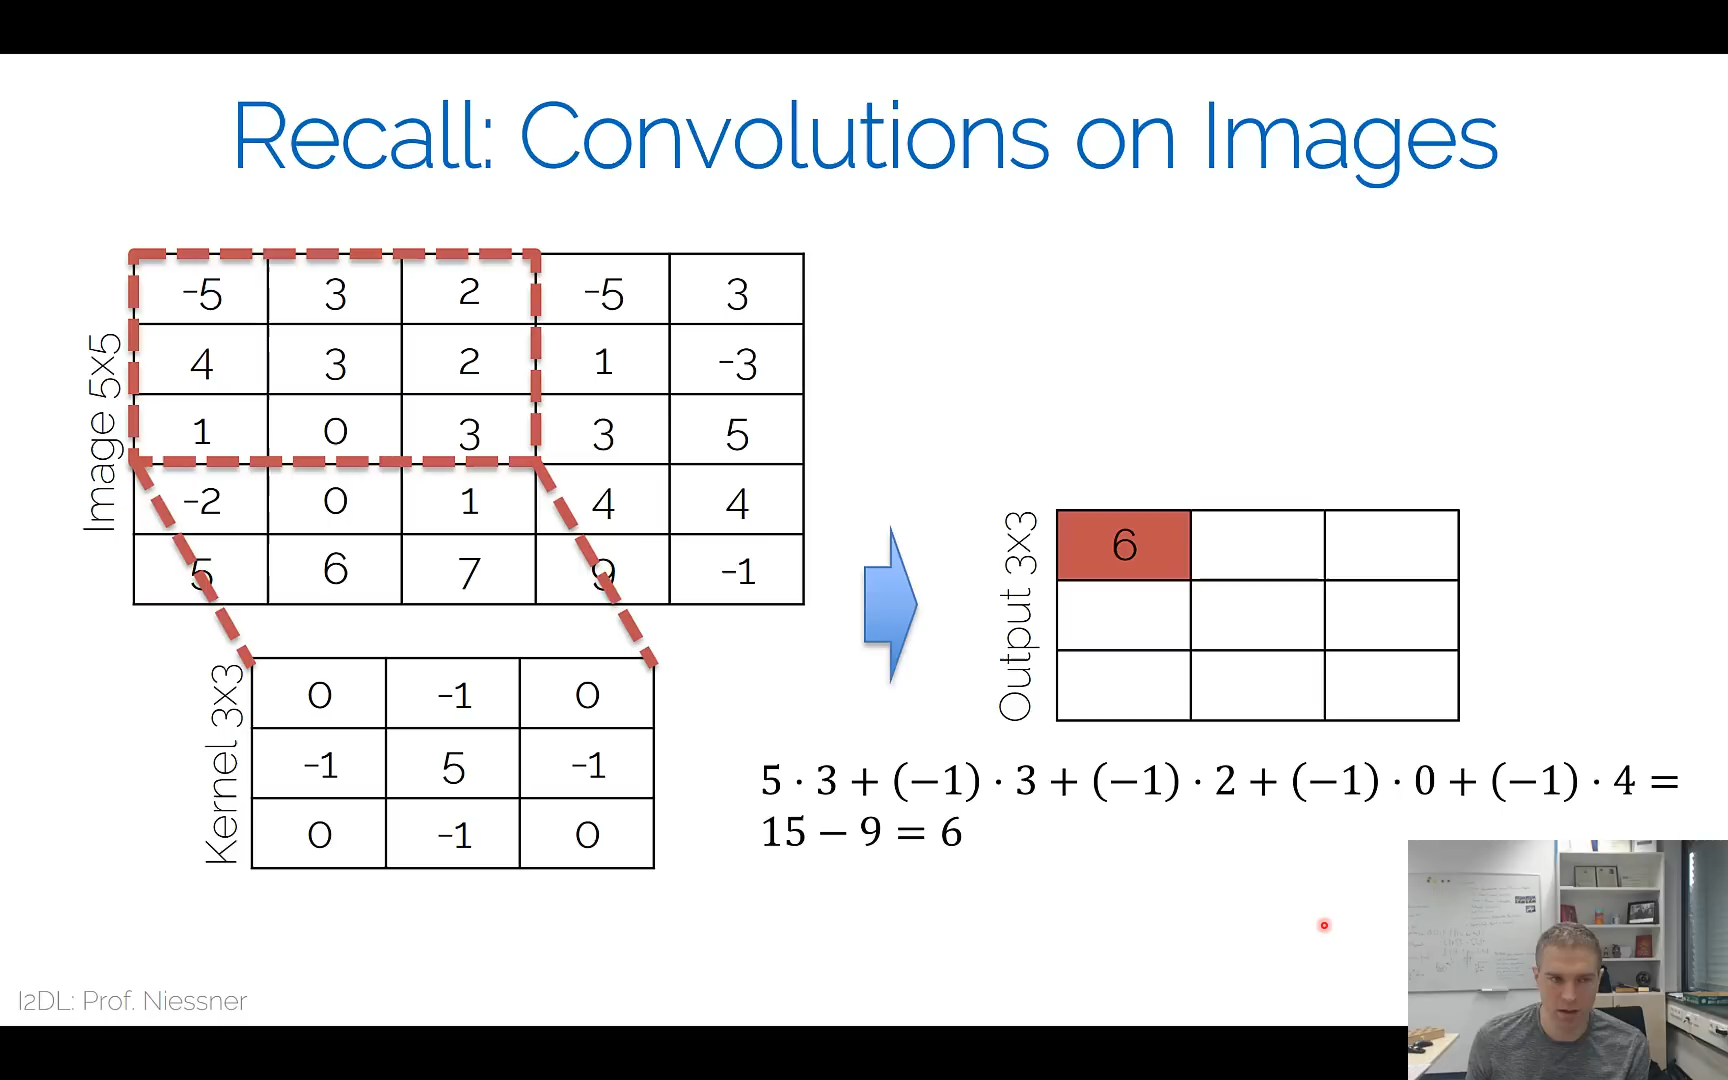 Recall: Convolutions on Images
Image 5x5
-5 3 2 -5 3
4 3 2 1 -3
1 0 3 3 5
-2 0 1 4 4
5 6 7 9 -1
Kernel 3x3
0 -1 0
-1 5 -1
0 -1 0
Output 3x3
6
5 · 3 + (−1) · 3 + (−1) · 2 + (−1) · 0 + (−1) · 4 =
15 − 9 = 6
I2DL: Prof. Niessner